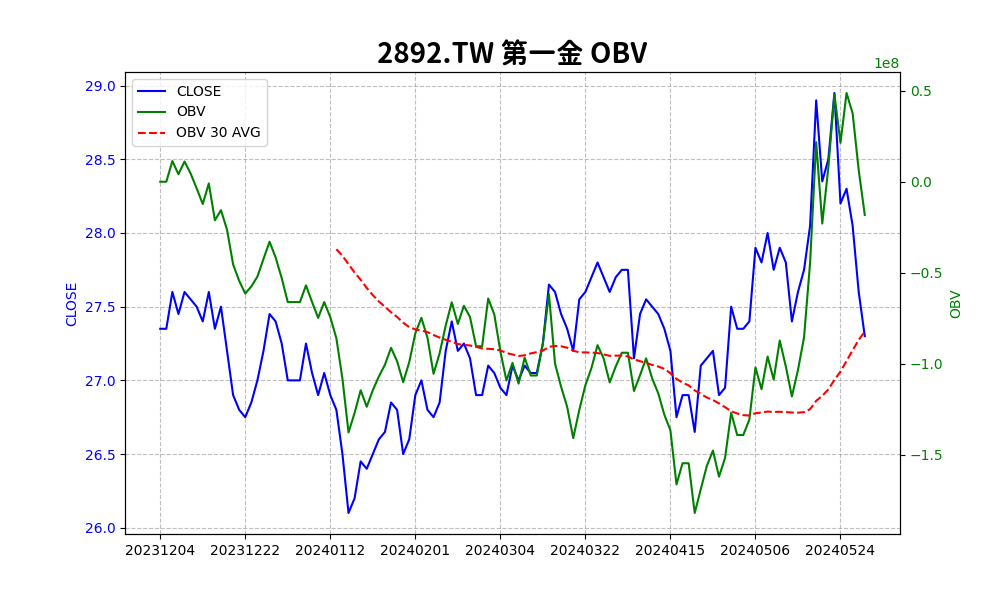 2892.TW 第一金 OBV
1e8
CLOSE
OBV
OBV 30 AVG
29.0
28.5
28.0
27.5
27.0
26.5
26.0
CLOSE
0.5
0.0
−0.5
−1.0
−1.5
OBV
20231204 20231222 20240112 20240201 20240304 20240322 20240415 20240506 20240524